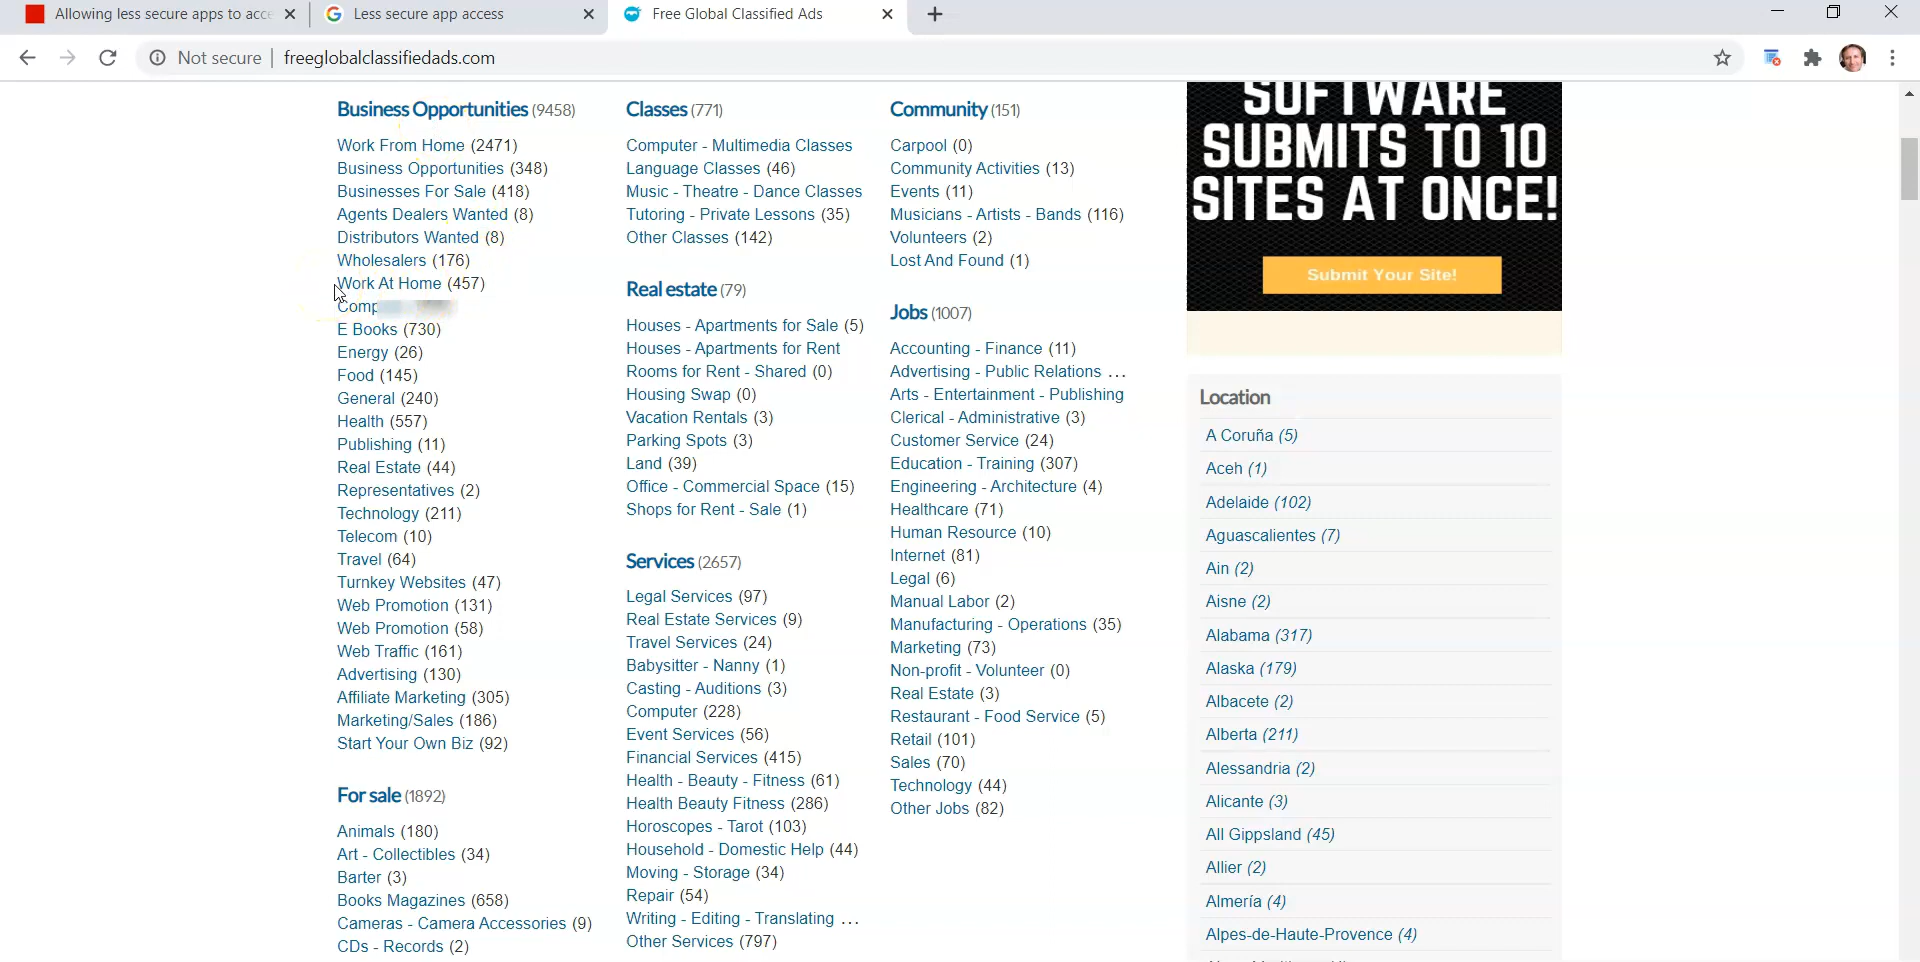 Allowing less secure apps to acce
Less secure app access
Free Global Classified Ads
Not secure
freeglobalclassifiedads.com
Business Opportunities (9458)
Work From Home (2471)
Business Opportunities (348)
Businesses For Sale (418)
Agents Dealers Wanted (8)
Distributors Wanted (8)
Wholesalers (176)
Work At Home (457)
E Books (730)
Energy (26)
Food (145)
General (240)
Health (557)
Publishing (11)
Real Estate (44)
Representatives (2)
Technology (211)
Telecom (10)
Travel (64)
Turnkey Websites (47)
Web Promotion (131)
Web Promotion (58)
Web Traffic (161)
Advertising (130)
Affiliate Marketing (305)
Marketing/Sales (186)
Start Your Own Biz (92)
For sale (1892)
Animals (180)
Art - Collectibles (34)
Barter (3)
Books Magazines (658)
Cameras - Camera Accessories (9)
CDs - Records (2)
Classes (771)
Computer - Multimedia Classes
Language Classes (46)
Music - Theatre - Dance Classes
Tutoring - Private Lessons (35)
Other Classes (142)
Real estate (79)
Houses - Apartments for Sale (5)
Houses - Apartments for Rent
Rooms for Rent - Shared (0)
Housing Swap (0)
Vacation Rentals (3)
Parking Spots (3)
Land (39)
Office - Commercial Space (15)
Shops for Rent - Sale (1)
Services (2657)
Legal Services (97)
Real Estate Services (9)
Travel Services (24)
Babysitter - Nanny (1)
Casting - Auditions (3)
Computer (228)
Event Services (56)
Financial Services (415)
Health - Beauty - Fitness (61)
Health Beauty Fitness (286)
Horoscopes - Tarot (103)
Household - Domestic Help (44)
Moving - Storage (34)
Repair (54)
Writing - Editing - Translating ...
Other Services (797)
Community (151)
Carpool (0)
Community Activities (13)
Events (11)
Musicians - Artists - Bands (116)
Volunteers (2)
Lost And Found (1)
Jobs (1007)
Accounting - Finance (11)
Advertising - Public Relations ...
Arts - Entertainment - Publishing
Clerical - Administrative (3)
Customer Service (24)
Education - Training (307)
Engineering - Architecture (4)
Healthcare (71)
Human Resource (10)
Internet (81)
Legal (6)
Manual Labor (2)
Manufacturing - Operations (35)
Marketing (73)
Non-profit - Volunteer (0)
Real Estate (3)
Restaurant - Food Service (5)
Retail (101)
Sales (70)
Technology (44)
Other Jobs (82)
SOFTWARE
SUBMITS TO 10
SITES AT ONCE!
Submit Your Site!
Location
A Coruña (5)
Aceh (1)
Adelaide (102)
Aguascalientes (7)
Ain (2)
Aisne (2)
Alabama (317)
Alaska (179)
Albacete (2)
Alberta (211)
Alessandria (2)
Alicante (3)
All Gippsland (45)
Allier (2)
Almería (4)
Alpes-de-Haute-Provence (4)